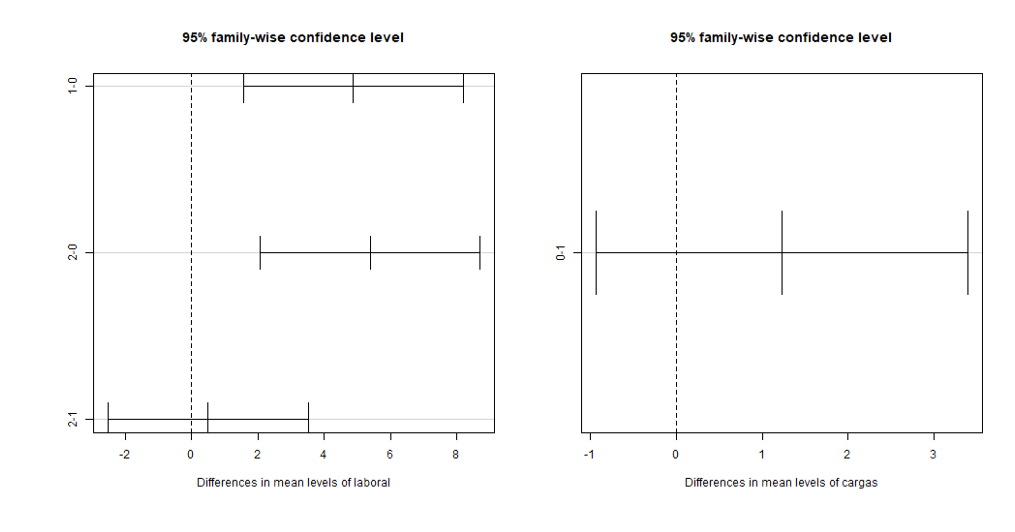 95% family-wise confidence level
1-0
2-0
2-1
-2 0 2 4 6 8
Differences in mean levels of laboral
95% family-wise confidence level
0-1
-1 0 1 2 3
Differences in mean levels of cargas